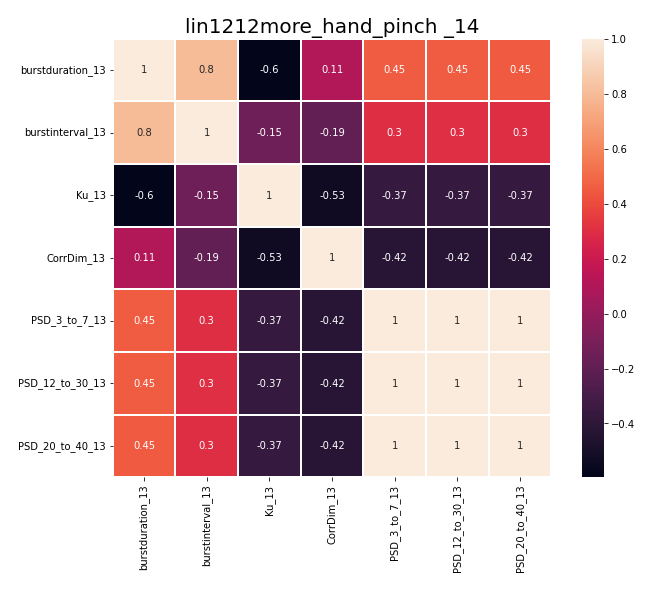 lin1212more_hand_pinch _14
burstduration_13 1 0.8 -0.6 0.11 0.45 0.45 0.45
burstinterval_13 0.8 1 -0.15 -0.19 0.3 0.3 0.3
Ku_13 -0.6 -0.15 1 -0.53 -0.37 -0.37 -0.37
CorrDim_13 0.11 -0.19 -0.53 1 -0.42 -0.42 -0.42
PSD_3_to_7_13 0.45 0.3 -0.37 -0.42 1 1 1
PSD_12_to_30_13 0.45 0.3 -0.37 -0.42 1 1 1
PSD_20_to_40_13 0.45 0.3 -0.37 -0.42 1 1 1
burstduration_13
burstinterval_13
Ku_13
CorrDim_13
PSD_3_to_7_13
PSD_12_to_30_13
PSD_20_to_40_13
1.0
0.8
0.6
0.4
0.2
0.0
−0.2
−0.4